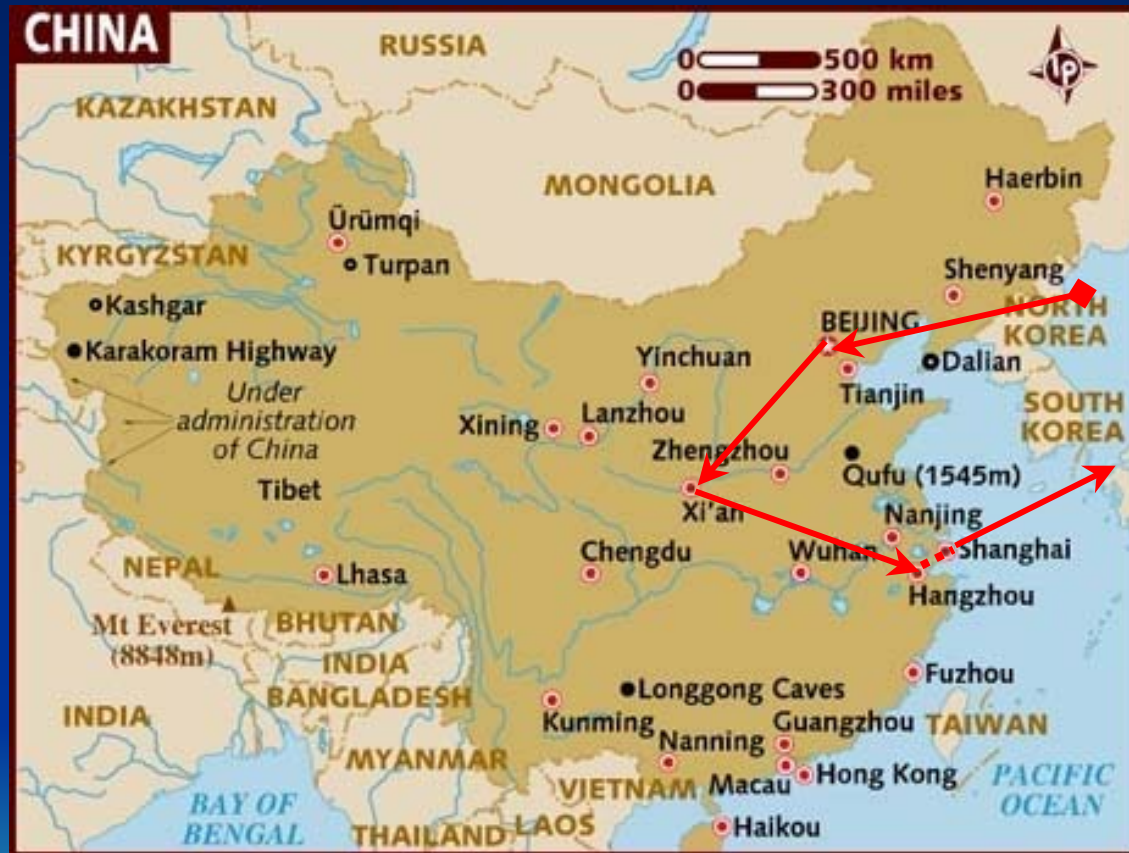 CHINA
RUSSIA
0 500 km
0 300 miles
lp
KAZAKHSTAN
MONGOLIA
Haerbin
Ürümqi
KYRGYZSTAN
Turpan
Shenyang
Kashgar
NORTH
KOREA
BEIJING
Karakoram Highway
Yinchuan
Dalian
Under
administration
of China
Tianjin
Xining
Lanzhou
SOUTH
KOREA
Zhengzhou
Qufu (1545m)
Tibet
Xi'an
Nanjing
Chengdu
Wuhan
Shanghai
NEPAL
Lhasa
Hangzhou
Mt Everest
(8848m)
BHUTAN
INDIA
BANGLADESH
Fuzhou
INDIA
Longgong Caves
Kunming
Guangzhou
TAIWAN
Nanning
MYANMAR
VIETNAM
Macau
Hong Kong
PACIFIC
OCEAN
BAY OF
BENGAL
THAILAND
LAOS
Haikou